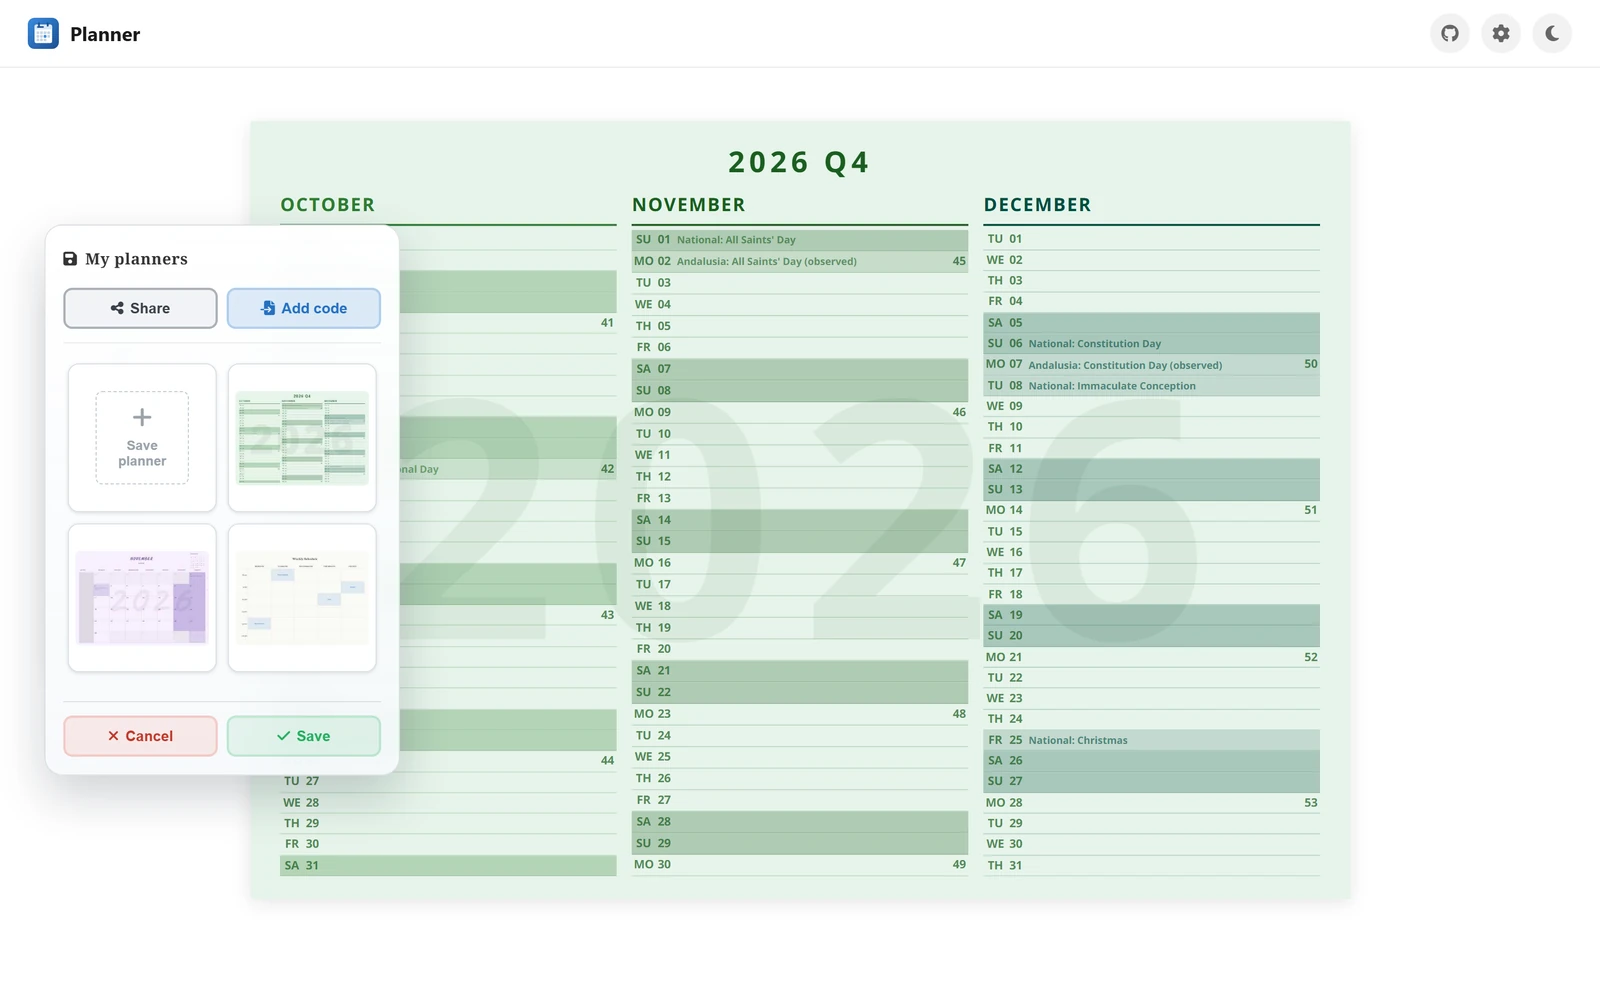 Planner
2026 Q4
OCTOBER
41
onal Day 42
43
44
TU 27
WE 28
TH 29
FR 30
SA 31
NOVEMBER
SU 01 National: All Saints' Day
MO 02 Andalusia: All Saints' Day (observed) 45
TU 03
WE 04
TH 05
FR 06
SA 07
SU 08
MO 09 46
TU 10
WE 11
TH 12
FR 13
SA 14
SU 15
MO 16 47
TU 17
WE 18
TH 19
FR 20
SA 21
SU 22
MO 23 48
TU 24
WE 25
TH 26
FR 27
SA 28
SU 29
MO 30 49
DECEMBER
TU 01
WE 02
TH 03
FR 04
SA 05
SU 06 National: Constitution Day
MO 07 Andalusia: Constitution Day (observed) 50
TU 08 National: Immaculate Conception
WE 09
TH 10
FR 11
SA 12
SU 13
MO 14 51
TU 15
WE 16
TH 17
FR 18
SA 19
SU 20
MO 21 52
TU 22
WE 23
TH 24
FR 25 National: Christmas
SA 26
SU 27
MO 28 53
TU 29
WE 30
TH 31
2026
My planners
Share
Add code
Save
planner
2026 Q4
2026
NOVEMBER
2026
Weekly Schedule
Cancel
Save